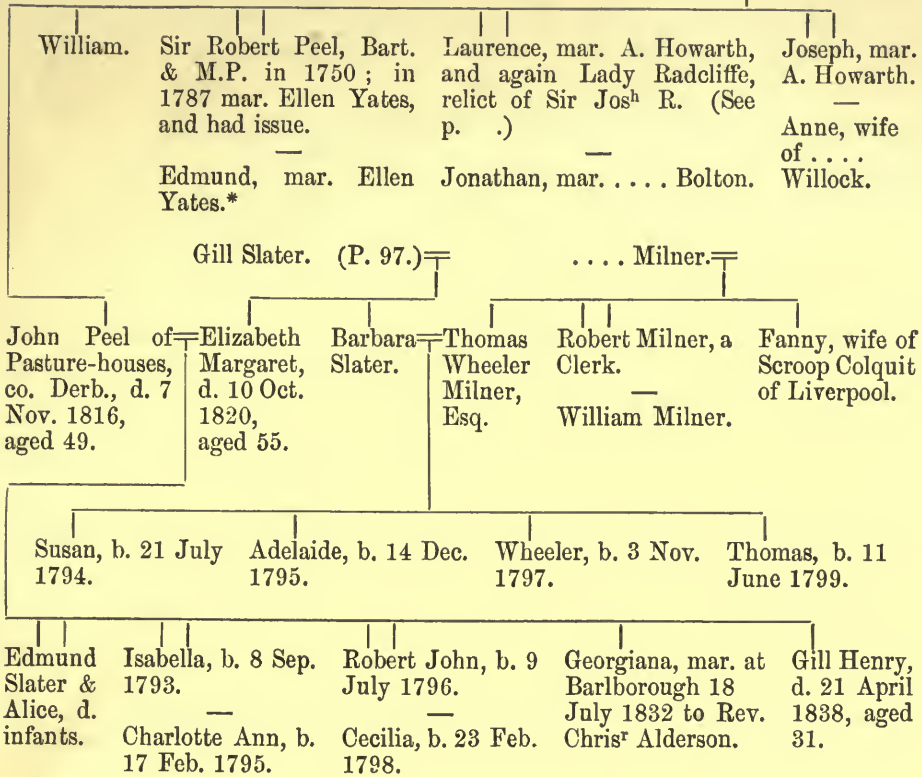 William.
Sir Robert Peel, Bart.
& M.P. in 1750 ; in
1787 mar. Ellen Yates,
and had issue.
—
Edmund, mar. Ellen
Yates.*
Laurence, mar. A. Howarth,
and again Lady Radcliffe,
relict of Sir Josʰ R. (See
p. .)
—
Jonathan, mar. . . . . . Bolton.
Joseph, mar.
A. Howarth.
—
Anne, wife
of . . . .
Willock.
Gill Slater. (P. 97.)
. . . . Milner.
John Peel of
Pasture-houses,
co. Derb., d. 7
Nov. 1816,
aged 49.
Elizabeth
Margaret,
d. 10 Oct.
1820,
aged 55.
Barbara
Slater.
Thomas
Wheeler
Milner,
Esq.
Robert Milner, a
Clerk.
—
William Milner.
Fanny, wife of
Scroop Colquit
of Liverpool.
Susan, b. 21 July
1794.
Adelaide, b. 14 Dec.
1795.
Wheeler, b. 3 Nov.
1797.
Thomas, b. 11
June 1799.
Edmund
Slater &
Alice, d.
infants.
Isabella, b. 8 Sep.
1793.
—
Charlotte Ann, b.
17 Feb. 1795.
Robert John, b. 9
July 1796.
—
Cecilia, b. 23 Feb.
1798.
Georgiana, mar. at
Barlborough 18
July 1832 to Rev.
Chrisʳ Alderson.
Gill Henry,
d. 21 April
1838, aged
31.